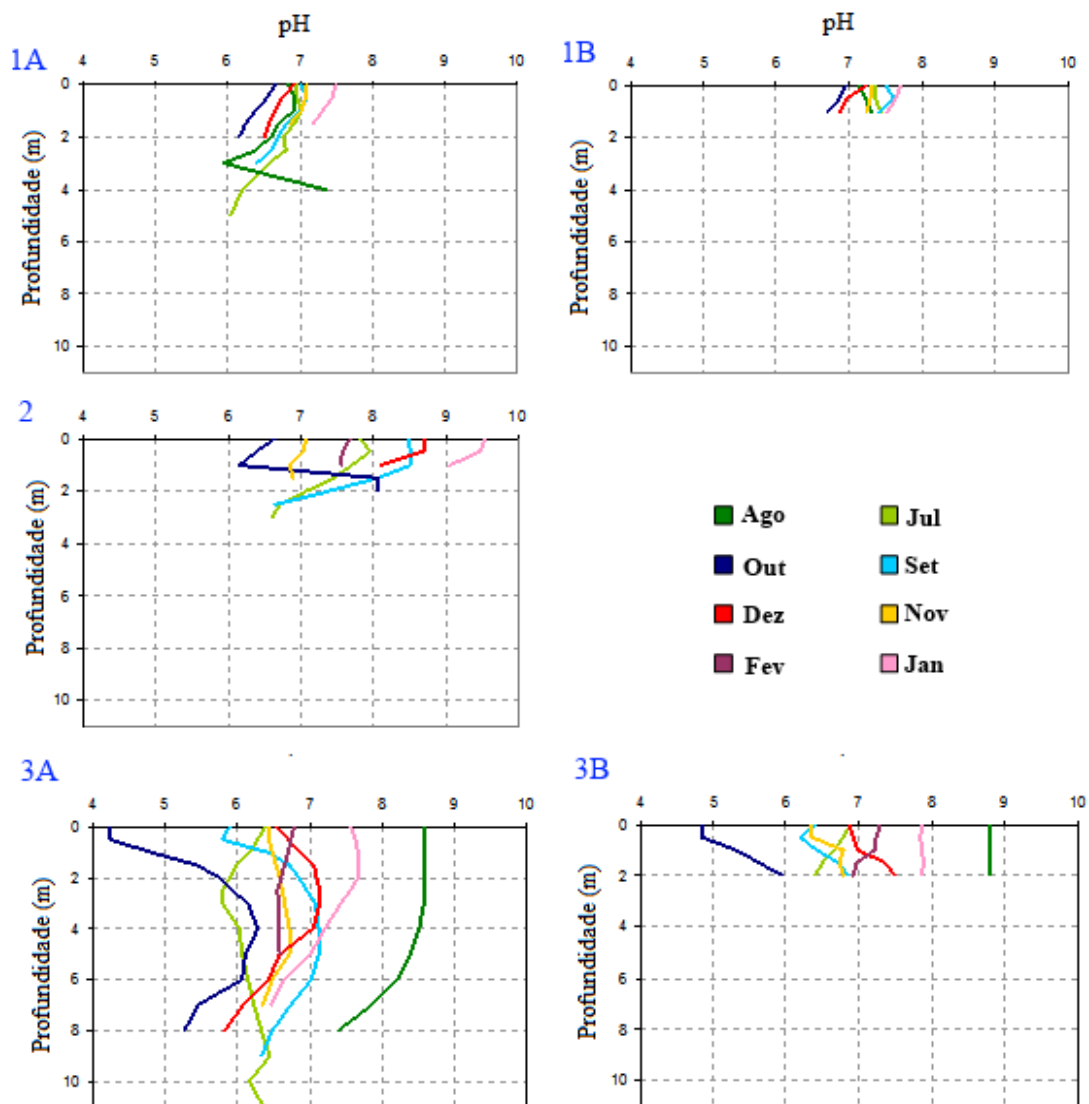 pH pH
1A 4 5 6 7 8 9 10 1B 4 5 6 7 8 9 10
0 0
2 2
4 4
6 6
8 8
10 10
Profundidade (m) Profundidade (m)
2 4 5 6 7 8 9 10
0
2
4
6
8
10
Profundidade (m)
Ago Jul
Out Set
Dez Nov
Fev Jan
3A 4 5 6 7 8 9 10 3B 4 5 6 7 8 9 10
0 0
2 2
4 4
6 6
8 8
10 10
Profundidade (m) Profundidade (m)